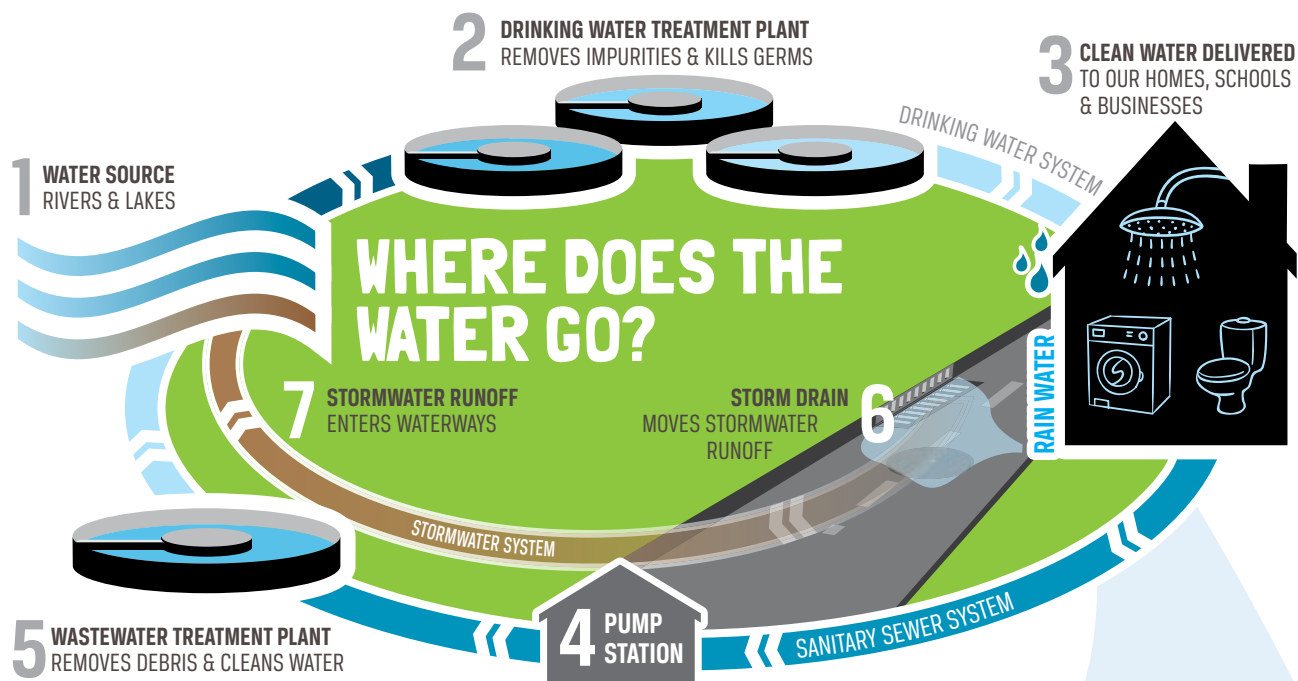 WHERE DOES THE
WATER GO?
1
WATER SOURCE
RIVERS & LAKES
2
DRINKING WATER TREATMENT PLANT
REMOVES IMPURITIES & KILLS GERMS
DRINKING WATER SYSTEM
3
CLEAN WATER DELIVERED
TO OUR HOMES, SCHOOLS
& BUSINESSES
RAIN WATER
SANITARY SEWER SYSTEM
4
PUMP
STATION
5
WASTEWATER TREATMENT PLANT
REMOVES DEBRIS & CLEANS WATER
6
STORM DRAIN
MOVES STORMWATER
RUNOFF
STORMWATER SYSTEM
7
STORMWATER RUNOFF
ENTERS WATERWAYS